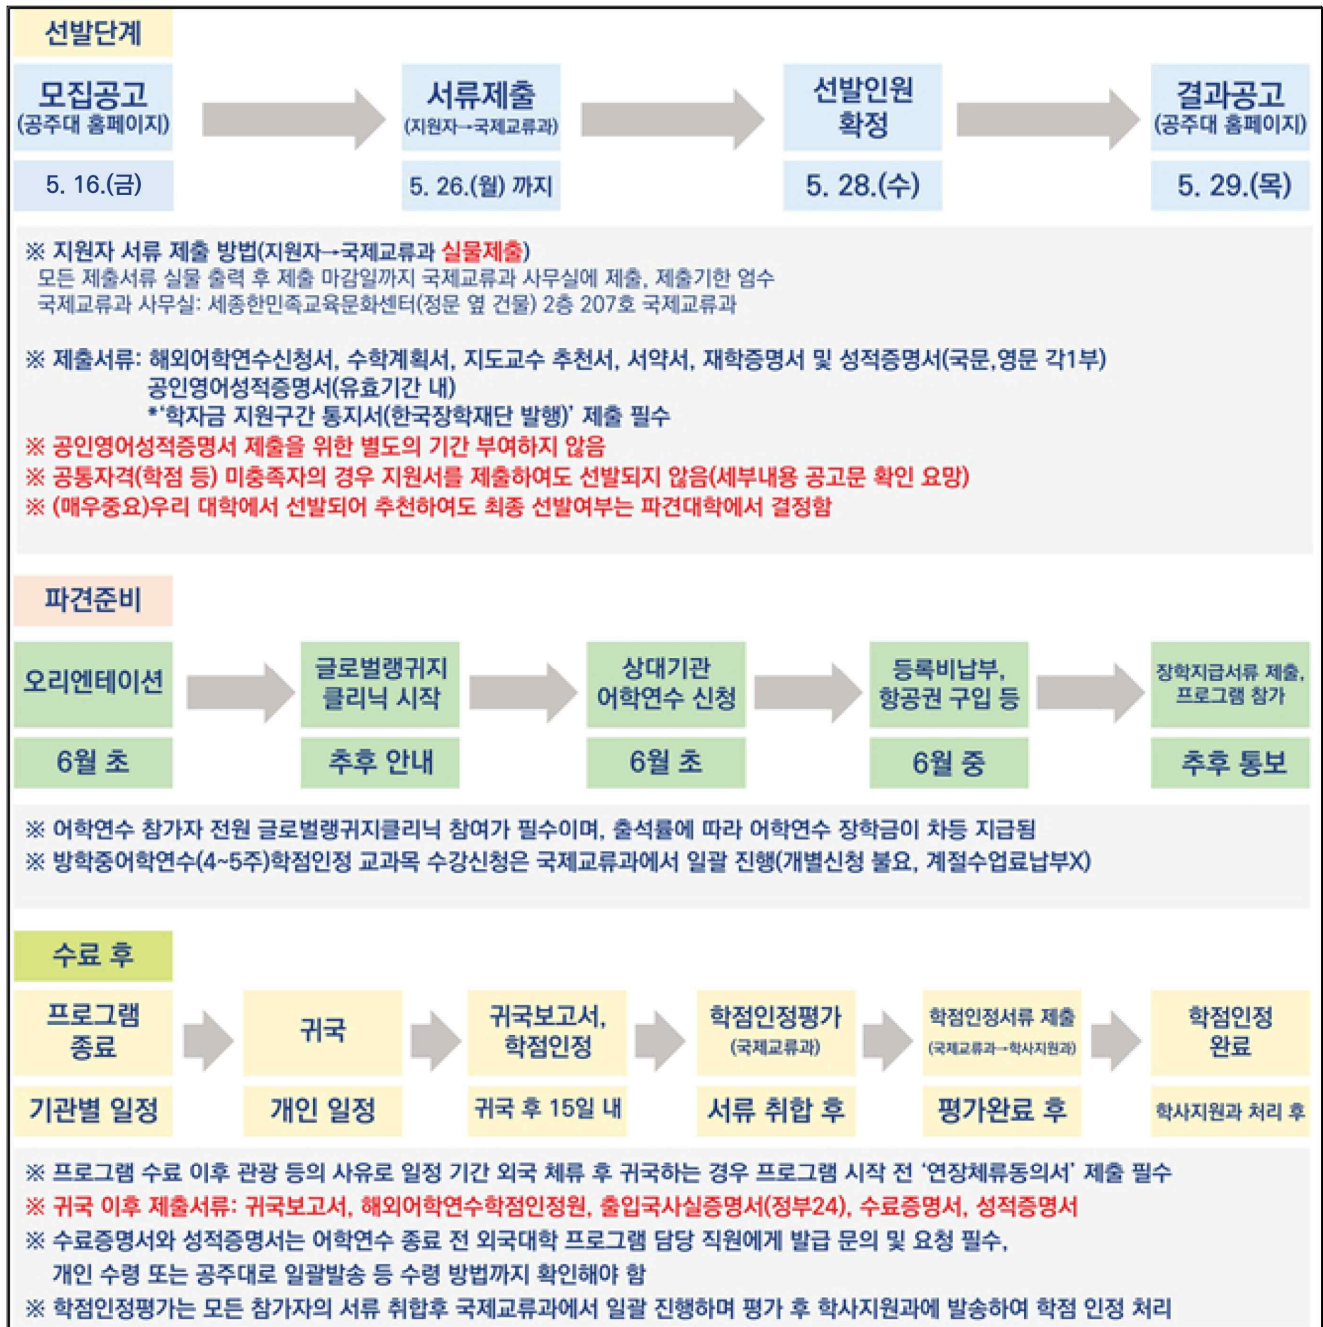 선발단계
모집공고
(공주대 홈페이지)
서류제출
(지원자→국제교류과)
선발인원
확정
결과공고
(공주대 홈페이지)
5. 16.(금)
5. 26.(월) 까지
5. 28.(수)
5. 29.(목)
※ 지원자 서류 제출 방법(지원자→국제교류과 실물제출)
모든 제출서류 실물 출력 후 제출 마감일까지 국제교류과 사무실에 제출, 제출기한 엄수
국제교류과 사무실: 세종한민족교육문화센터(정문 옆 건물) 2층 207호 국제교류과
※ 제출서류: 해외어학연수신청서, 수학계획서, 지도교수 추천서, 서약서, 재학증명서 및 성적증명서(국문,영문 각1부)
공인영어성적증명서(유효기간 내)
*‘학자금 지원구간 통지서(한국장학재단 발행)’ 제출 필수
※ 공인영어성적증명서 제출을 위한 별도의 기간 부여하지 않음
※ 공통자격(학점 등) 미충족자의 경우 지원서를 제출하여도 선발되지 않음(세부내용 공고문 확인 요망)
※ (매우중요)우리 대학에서 선발되어 추천하여도 최종 선발여부는 파견대학에서 결정함
파견준비
오리엔테이션
글로벌랭귀지
클리닉 시작
상대기관
어학연수 신청
등록비납부,
항공권 구입 등
장학지급서류 제출,
프로그램 참가
6월 초
추후 안내
6월 초
6월 중
추후 통보
※ 어학연수 참가자 전원 글로벌랭귀지클리닉 참여가 필수이며, 출석률에 따라 어학연수 장학금이 차등 지급됨
※ 방학중어학연수(4~5주)학점인정 교과목 수강신청은 국제교류과에서 일괄 진행(개별신청 불요, 계절수업료납부X)
수료 후
프로그램
종료
귀국
귀국보고서,
학점인정
학점인정평가
(국제교류과)
학점인정서류 제출
(국제교류과→학사지원과)
학점인정
완료
기관별 일정
개인 일정
귀국 후 15일 내
서류 취합 후
평가완료 후
학사지원과 처리 후
※ 프로그램 수료 이후 관광 등의 사유로 일정 기간 외국 체류 후 귀국하는 경우 프로그램 시작 전 ‘연장체류동의서’ 제출 필수
※ 귀국 이후 제출서류: 귀국보고서, 해외어학연수학점인정원, 출입국사실증명서(정부24), 수료증명서, 성적증명서
※ 수료증명서와 성적증명서는 어학연수 종료 전 외국대학 프로그램 담당 직원에게 발급 문의 및 요청 필수,
개인 수령 또는 공주대로 일괄발송 등 수령 방법까지 확인해야 함
※ 학점인정평가는 모든 참가자의 서류 취합후 국제교류과에서 일괄 진행하며 평가 후 학사지원과에 발송하여 학점 인정 처리